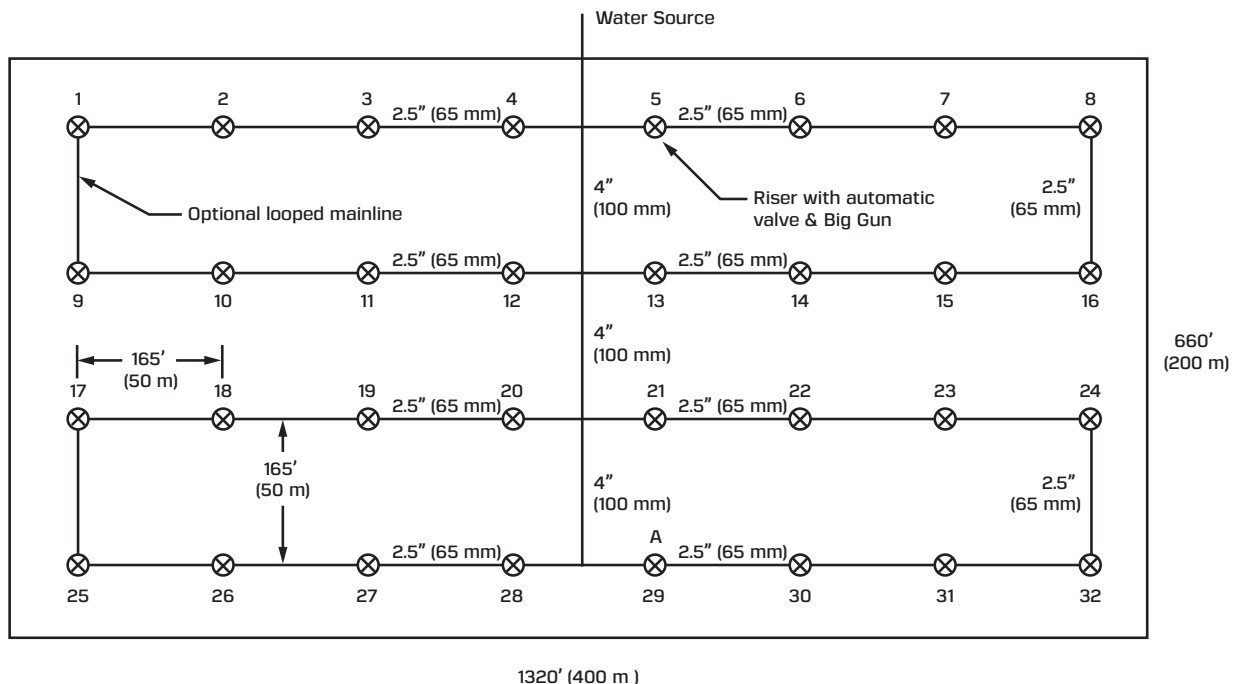 Water Source
1 2 3 4 5 6 7 8
2.5" (65 mm) 2.5" (65 mm)
Optional looped mainline
4"
(100 mm)
Riser with automatic
valve & Big Gun
2.5"
(65 mm)
2.5" (65 mm) 2.5" (65 mm)
9 10 11 12 13 14 15 16
4"
(100 mm)
660'
(200 m)
165'
(50 m)
17 18 19 20 21 22 23 24
2.5" (65 mm) 2.5" (65 mm)
165'
(50 m)
4"
(100 mm)
2.5"
(65 mm)
A
2.5" (65 mm) 2.5" (65 mm)
25 26 27 28 29 30 31 32
1320' (400 m )